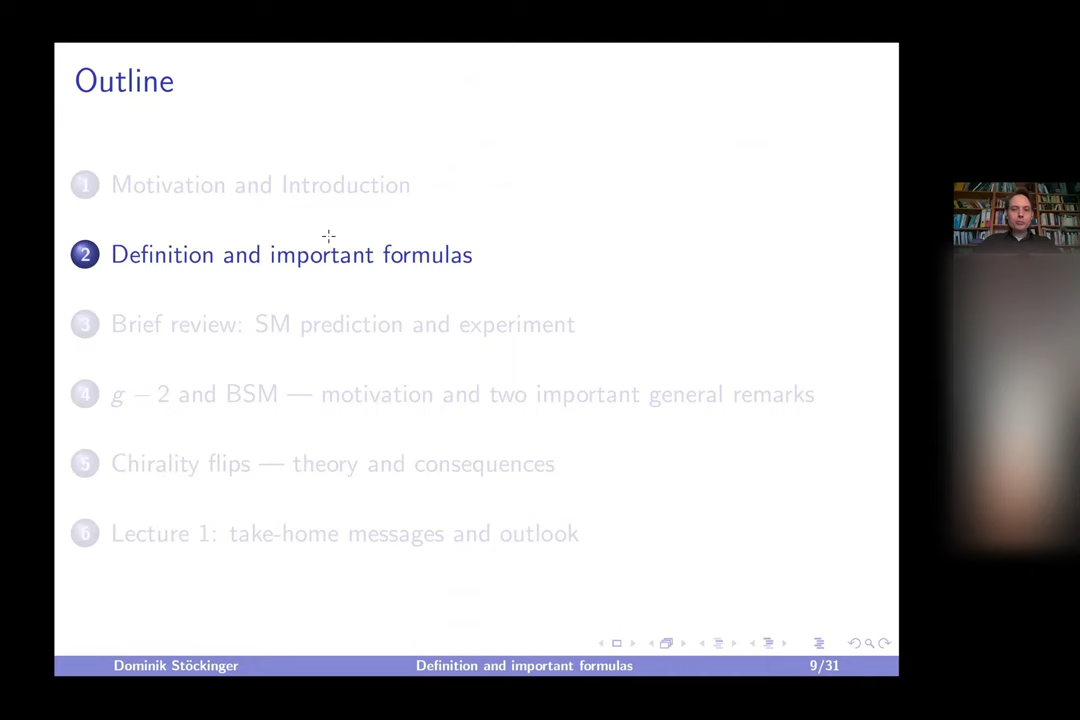 Outline
1 Motivation and Introduction
2 Definition and important formulas
3 Brief review: SM prediction and experiment
4 g − 2 and BSM — motivation and two important general remarks
5 Chirality flips — theory and consequences
6 Lecture 1: take-home messages and outlook
Dominik Stöckinger Definition and important formulas 9/31